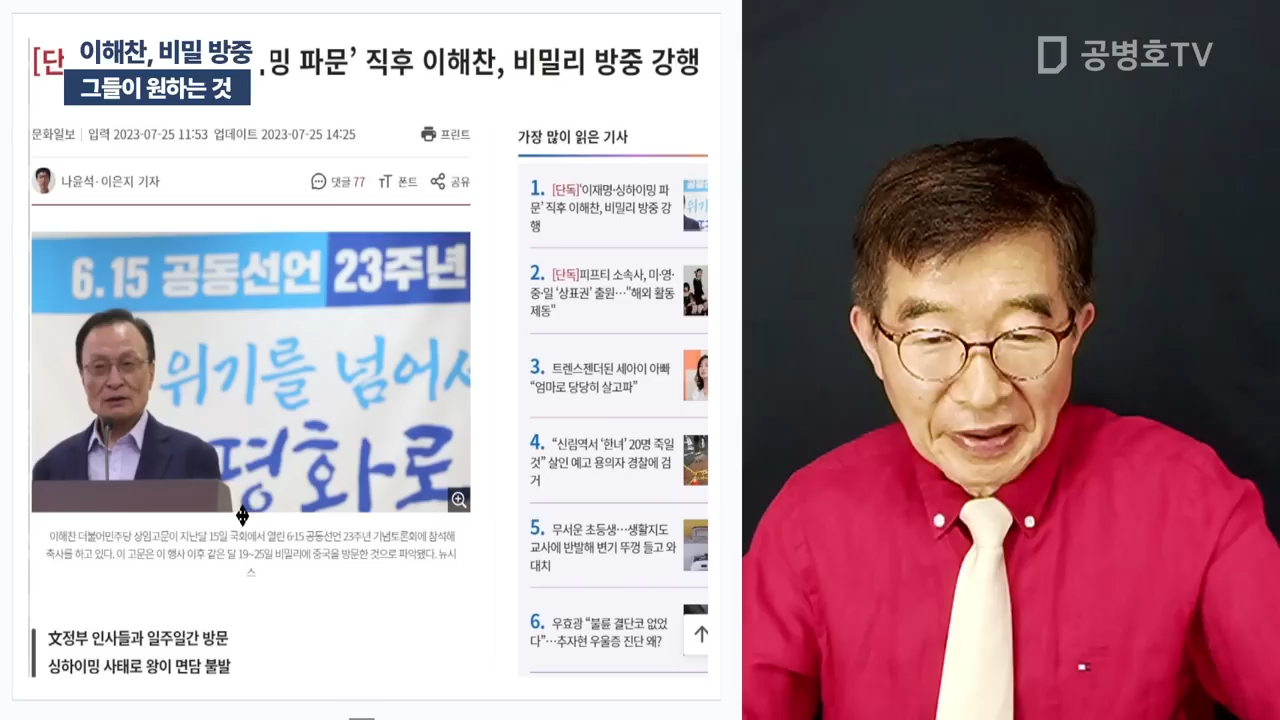 이해찬, 비밀 방중
그들이 원하는 것
[단
밍 파문’ 직후 이해찬, 비밀리 방중 강행
공병호TV
문화일보 | 입력 2023-07-25 11:53 업데이트 2023-07-25 14:25
프린트
나윤석·이은지 기자
댓글 77 폰트 공유
6.15 공동선언 23주년
위기를 넘어서
평화로
이해찬 더불어민주당 상임고문이 지난달 15일 국회에서 열린 6·15 공동선언 23주년 기념토론회에 참석해
축사를 하고 있다. 이 고문은 이 행사 이후 같은 달 19~25일 비밀리에 중국을 방문한 것으로 파악됐다. 뉴시
스
文정부 인사들과 일주일간 방문
싱하이밍 사태로 왕이 면담 불발
가장 많이 읽은 기사
1. [단독]‘이재명·싱하이밍 파
문’ 직후 이해찬, 비밀리 방중 강
행
2. [단독]피프티 소속사, 미·영·
중·일 ‘상표권’ 출원…"해외 활동
제동"
3. 트렌스젠더된 세아이 아빠
“엄마로 당당히 살고파”
4. “신림역서 ‘한녀’ 20명 죽일
것” 살인 예고 용의자 경찰에 검
거
5. 무서운 초등생…생활지도
교사에 반발해 변기 뚜껑 들고 와
대치
6. 우효광 “불륜 결단코 없었
다”…추자현 우울증 진단 왜?